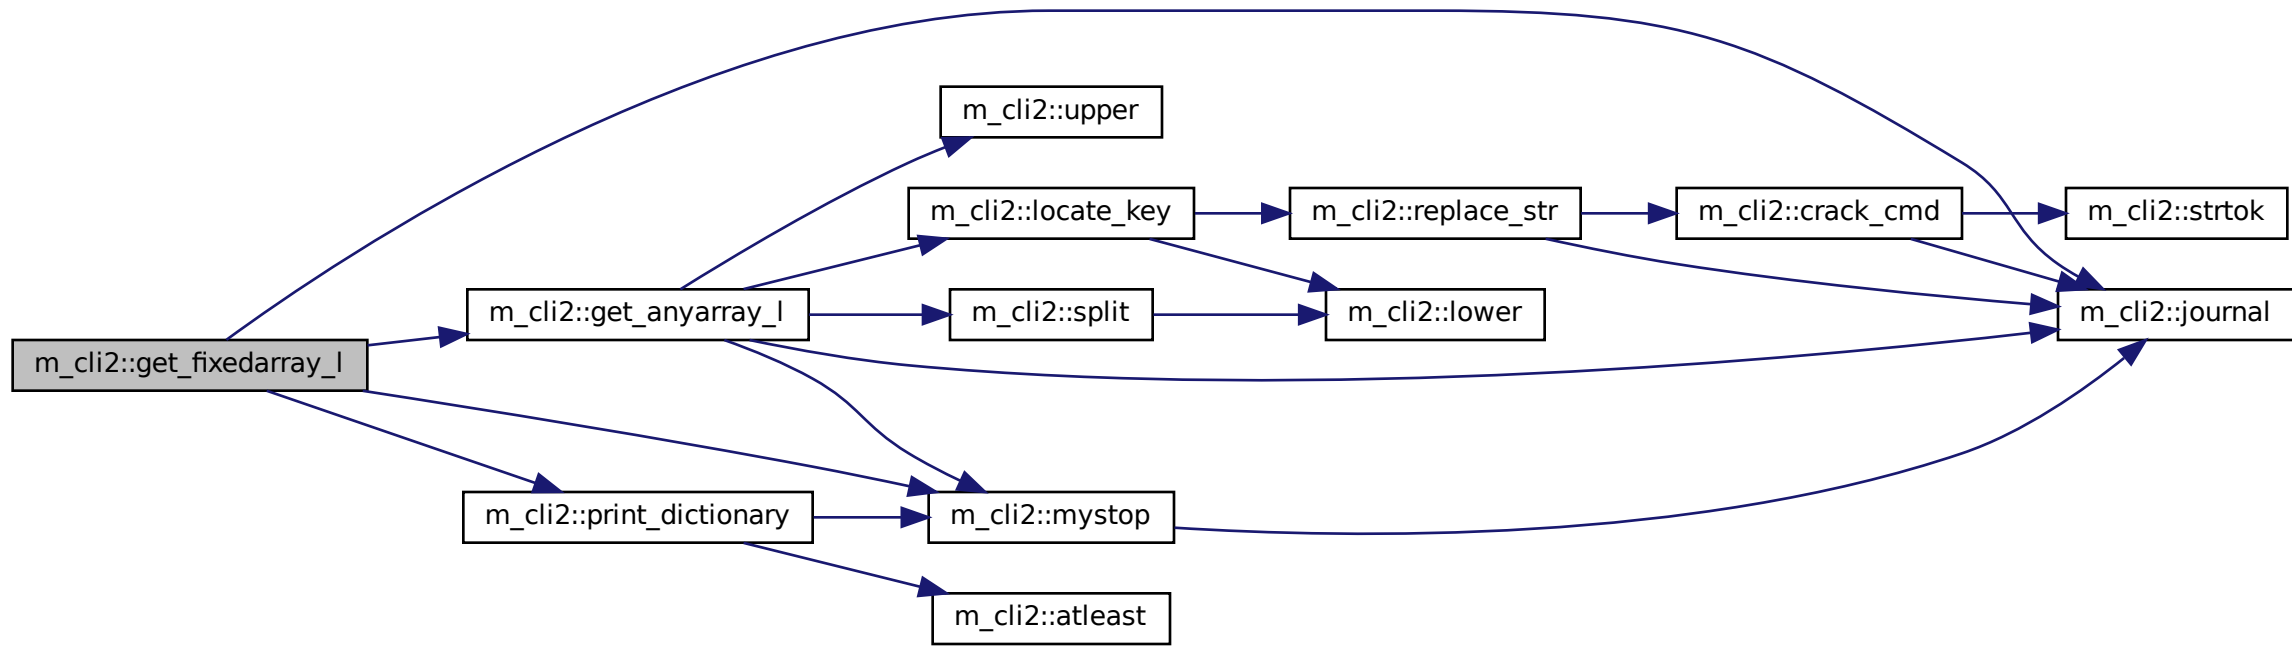 m_cli2::upper
m_cli2::locate_key
m_cli2::replace_str
m_cli2::crack_cmd
m_cli2::strtok
m_cli2::get_anyarray_l
m_cli2::split
m_cli2::lower
m_cli2::journal
m_cli2::get_fixedarray_l
m_cli2::print_dictionary
m_cli2::mystop
m_cli2::atleast